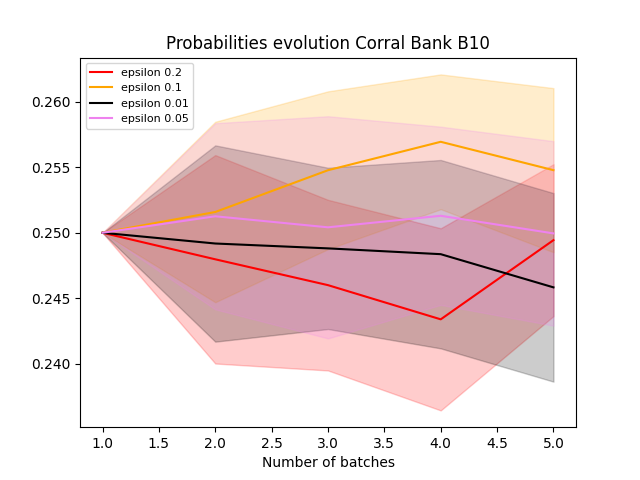 Probabilities evolution Corral Bank B10
epsilon 0.2
epsilon 0.1
epsilon 0.01
epsilon 0.05
0.260
0.255
0.250
0.245
0.240
1.0 1.5 2.0 2.5 3.0 3.5 4.0 4.5 5.0
Number of batches